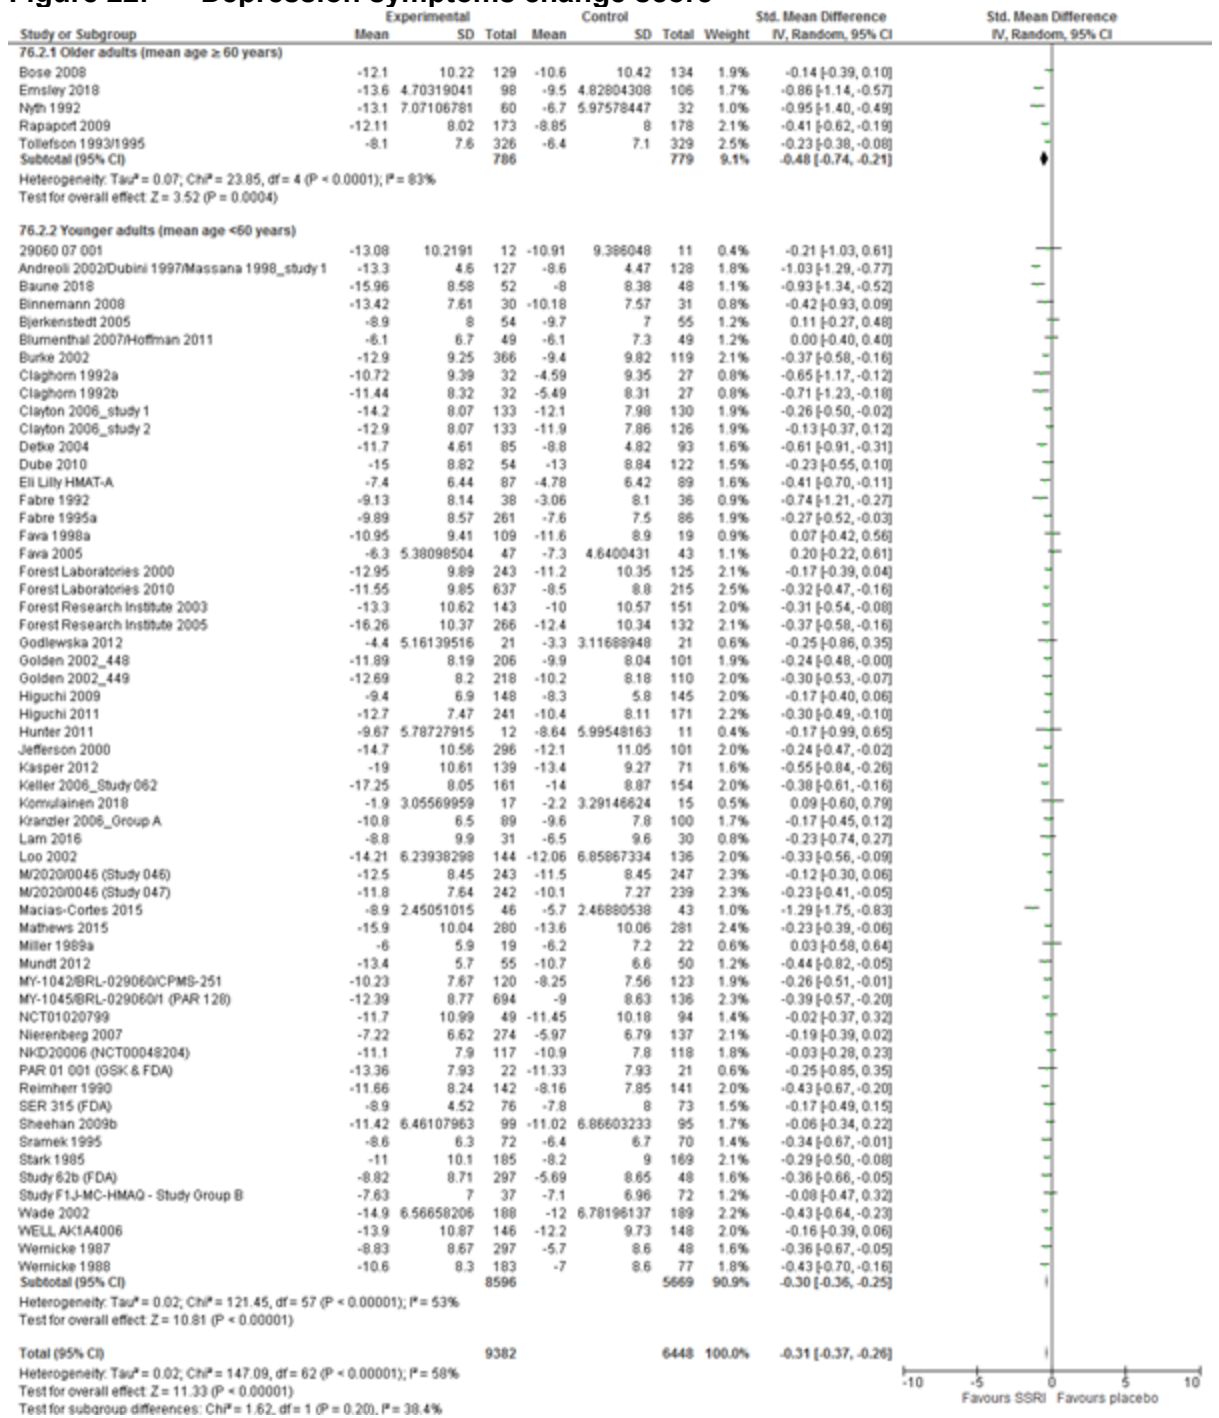 Figure 22: Depression symptoms change score
Experimental Control Std. Mean Difference Std. Mean Difference
Study or Subgroup Mean SD Total Mean SD Total Weight IV, Random, 95% CI IV, Random, 95% CI
76.2.1 Older adults (mean age ≥ 60 years)
Bose 2008 -12.1 10.22 129 -10.6 10.42 134 1.9% -0.14 [-0.39, 0.10]
Emsley 2018 -13.6 4.70319041 98 -9.5 4.82804308 106 1.7% -0.86 [-1.14, -0.57]
Nyth 1992 -13.1 7.07106781 60 -6.7 5.97578447 32 1.0% -0.95 [-1.40, -0.49]
Rapaport 2009 -12.11 8.02 173 -8.85 8 178 2.1% -0.41 [-0.62, -0.19]
Tollefson 1993/1995 -8.1 7.6 326 -6.4 7.1 329 2.5% -0.23 [-0.38, -0.08]
Subtotal (95% CI) 786 779 9.1% -0.48 [-0.74, -0.21]
Heterogeneity: Tau² = 0.07; Chi² = 23.85, df = 4 (P < 0.0001); I² = 83%
Test for overall effect: Z = 3.52 (P = 0.0004)
76.2.2 Younger adults (mean age <60 years)
29060 07 001 -13.08 10.2191 12 -10.91 9.386048 11 0.4% -0.21 [-1.03, 0.61]
Andreoli 2002/Dubini 1997/Massana 1998_study 1 -13.3 4.6 127 -8.6 4.47 128 1.8% -1.03 [-1.29, -0.77]
Baune 2018 -15.96 8.58 52 -8 8.38 48 1.1% -0.93 [-1.34, -0.52]
Binnemann 2008 -13.42 7.61 30 -10.18 7.57 31 0.8% -0.42 [-0.93, 0.09]
Bjerkenstedt 2005 -8.9 8 54 -9.7 7 55 1.2% 0.11 [-0.27, 0.48]
Blumenthal 2007/Hoffman 2011 -6.1 6.7 49 -6.1 7.3 49 1.2% 0.00 [-0.40, 0.40]
Burke 2002 -12.9 9.25 366 -9.4 9.82 119 2.1% -0.37 [-0.58, -0.16]
Claghorn 1992a -10.72 9.39 32 -4.59 9.35 27 0.8% -0.65 [-1.17, -0.12]
Claghorn 1992b -11.44 8.32 32 -5.49 8.31 27 0.8% -0.71 [-1.23, -0.18]
Clayton 2006_study 1 -14.2 8.07 133 -12.1 7.98 130 1.9% -0.26 [-0.50, -0.02]
Clayton 2006_study 2 -12.9 8.07 133 -11.9 7.86 126 1.9% -0.13 [-0.37, 0.12]
Detke 2004 -11.7 4.61 85 -8.8 4.82 93 1.6% -0.61 [-0.91, -0.31]
Dube 2010 -15 8.82 54 -13 8.84 122 1.5% -0.23 [-0.55, 0.10]
Eli Lilly HMAT-A -7.4 6.44 87 -4.78 6.42 89 1.6% -0.41 [-0.70, -0.11]
Fabre 1992 -9.13 8.14 38 -3.06 8.1 36 0.9% -0.74 [-1.21, -0.27]
Fabre 1995a -9.89 8.57 261 -7.6 7.5 86 1.9% -0.27 [-0.52, -0.03]
Fava 1998a -10.95 9.41 109 -11.6 8.9 19 0.9% 0.07 [-0.42, 0.56]
Fava 2005 -6.3 5.38098504 47 -7.3 4.6400431 43 1.1% 0.20 [-0.22, 0.61]
Forest Laboratories 2000 -12.95 9.89 243 -11.2 10.35 125 2.1% -0.17 [-0.39, 0.04]
Forest Laboratories 2010 -11.55 9.85 637 -8.5 8.8 215 2.5% -0.32 [-0.47, -0.16]
Forest Research Institute 2003 -13.3 10.62 143 -10 10.57 151 2.0% -0.31 [-0.54, -0.08]
Forest Research Institute 2005 -16.26 10.37 266 -12.4 10.34 132 2.1% -0.37 [-0.58, -0.16]
Godlewska 2012 -4.4 5.16139516 21 -3.3 3.11688948 21 0.6% -0.25 [-0.86, 0.35]
Golden 2002_448 -11.89 8.19 206 -9.9 8.04 101 1.9% -0.24 [-0.48, -0.00]
Golden 2002_449 -12.69 8.2 218 -10.2 8.18 110 2.0% -0.30 [-0.53, -0.07]
Higuchi 2009 -9.4 6.9 148 -8.3 5.8 145 2.0% -0.17 [-0.40, 0.06]
Higuchi 2011 -12.7 7.47 241 -10.4 8.11 171 2.2% -0.30 [-0.49, -0.10]
Hunter 2011 -9.67 5.78727915 12 -8.64 5.99548163 11 0.4% -0.17 [-0.99, 0.65]
Jefferson 2000 -14.7 10.56 296 -12.1 11.05 101 2.0% -0.24 [-0.47, -0.02]
Kasper 2012 -19 10.61 139 -13.4 9.27 71 1.6% -0.55 [-0.84, -0.26]
Keller 2006_Study 062 -17.25 8.05 161 -14 8.87 154 2.0% -0.38 [-0.61, -0.16]
Komulainen 2018 -1.9 3.05569959 17 -2.2 3.29146624 15 0.5% 0.09 [-0.60, 0.79]
Kranzler 2006_Group A -10.8 6.5 89 -9.6 7.8 100 1.7% -0.17 [-0.45, 0.12]
Lam 2016 -8.8 9.9 31 -6.5 9.6 30 0.8% -0.23 [-0.74, 0.27]
Loo 2002 -14.21 6.23938298 144 -12.06 6.85867334 136 2.0% -0.33 [-0.56, -0.09]
M/2020/0046 (Study 046) -12.5 8.45 243 -11.5 8.45 247 2.3% -0.12 [-0.30, 0.06]
M/2020/0046 (Study 047) -11.8 7.64 242 -10.1 7.27 239 2.3% -0.23 [-0.41, -0.05]
Macias-Cortes 2015 -8.9 2.45051015 46 -5.7 2.46880538 43 1.0% -1.29 [-1.75, -0.83]
Mathews 2015 -15.9 10.04 280 -13.6 10.06 281 2.4% -0.23 [-0.39, -0.06]
Miller 1989a -6 5.9 19 -6.2 7.2 22 0.6% 0.03 [-0.58, 0.64]
Mundt 2012 -13.4 5.7 55 -10.7 6.6 50 1.2% -0.44 [-0.82, -0.05]
MY-1042/BRL-029060/CPMS-251 -10.23 7.67 120 -8.25 7.56 123 1.8% -0.26 [-0.51, -0.01]
MY-1045/BRL-029060/1 (PAR 128) -12.39 8.77 694 -9 8.63 136 2.3% -0.39 [-0.57, -0.20]
NCT01020799 -11.7 10.99 49 -11.45 10.18 94 1.4% -0.02 [-0.37, 0.32]
Nierenberg 2007 -7.22 6.62 274 -5.97 6.79 137 2.1% -0.19 [-0.39, 0.02]
NKD20006 (NCT00048204) -11.1 7.9 117 -10.9 7.8 118 1.8% -0.03 [-0.28, 0.23]
PAR 01 001 (GSK & FDA) -13.36 7.93 22 -11.33 7.93 21 0.6% -0.25 [-0.85, 0.35]
Reimherr 1990 -11.66 8.24 142 -8.16 7.85 141 2.0% -0.43 [-0.67, -0.20]
SER 315 (FDA) -8.9 4.52 76 -7.8 8 73 1.5% -0.17 [-0.49, 0.15]
Sheehan 2009b -11.42 6.46107963 99 -11.02 6.86603233 95 1.7% -0.06 [-0.34, 0.22]
Sramek 1995 -8.6 6.3 72 -6.4 6.7 70 1.4% -0.34 [-0.67, -0.01]
Stark 1985 -11 10.1 185 -8.2 9 169 2.1% -0.29 [-0.50, -0.08]
Study 62b (FDA) -8.82 8.71 297 -5.69 8.65 48 1.6% -0.36 [-0.66, -0.05]
Study F1J-MC-HMAQ - Study Group B -7.63 7 37 -7.1 6.96 72 1.2% -0.08 [-0.47, 0.32]
Wade 2002 -14.9 6.56658206 188 -12 6.78196137 189 2.2% -0.43 [-0.64, -0.23]
WELL AK1A4006 -13.9 10.87 146 -12.2 9.73 148 2.0% -0.16 [-0.39, 0.06]
Wernicke 1987 -8.83 8.67 297 -5.7 8.6 48 1.6% -0.36 [-0.67, -0.05]
Wernicke 1988 -10.6 8.3 183 -7 8.6 77 1.8% -0.43 [-0.70, -0.16]
Subtotal (95% CI) 8596 5669 90.9% -0.30 [-0.36, -0.25]
Heterogeneity: Tau² = 0.02; Chi² = 121.45, df = 57 (P < 0.00001); I² = 53%
Test for overall effect: Z = 10.81 (P < 0.00001)
Total (95% CI) 9382 6448 100.0% -0.31 [-0.37, -0.26]
Heterogeneity: Tau² = 0.02; Chi² = 147.09, df = 62 (P < 0.00001); I² = 58%
Test for overall effect: Z = 11.33 (P < 0.00001)
Test for subgroup differences: Chi² = 1.62, df = 1 (P = 0.20), I² = 38.4%
-10 -5 0 5 10
Favours SSRI Favours placebo